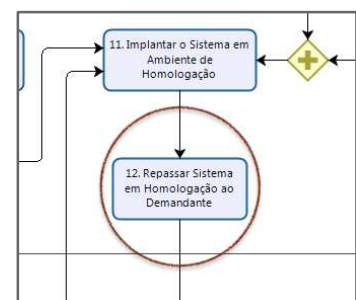 11. Implantar o Sistema em
Ambiente de
Homologação
12. Repassar Sistema
em Homologação ao
Demandante